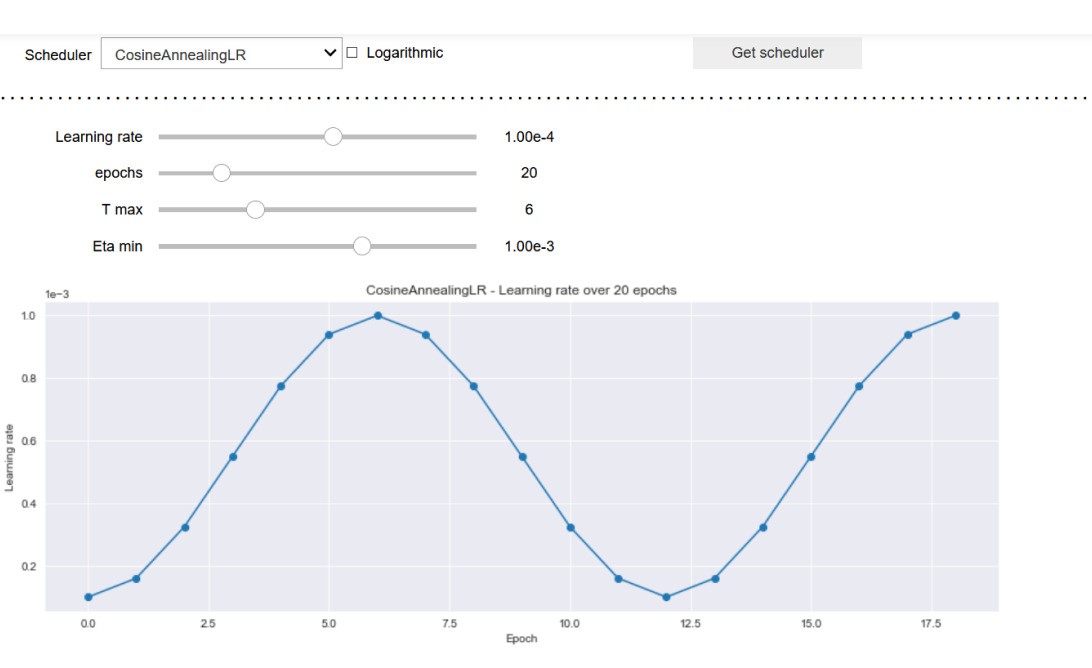 Scheduler CosineAnnealingLR Logarithmic Get scheduler
Learning rate 1.00e-4
epochs 20
T max 6
Eta min 1.00e-3
CosineAnnealingLR - Learning rate over 20 epochs
1e−3
1.0
0.8
0.6
0.4
0.2
Learning rate
0.0 2.5 5.0 7.5 10.0 12.5 15.0 17.5
Epoch